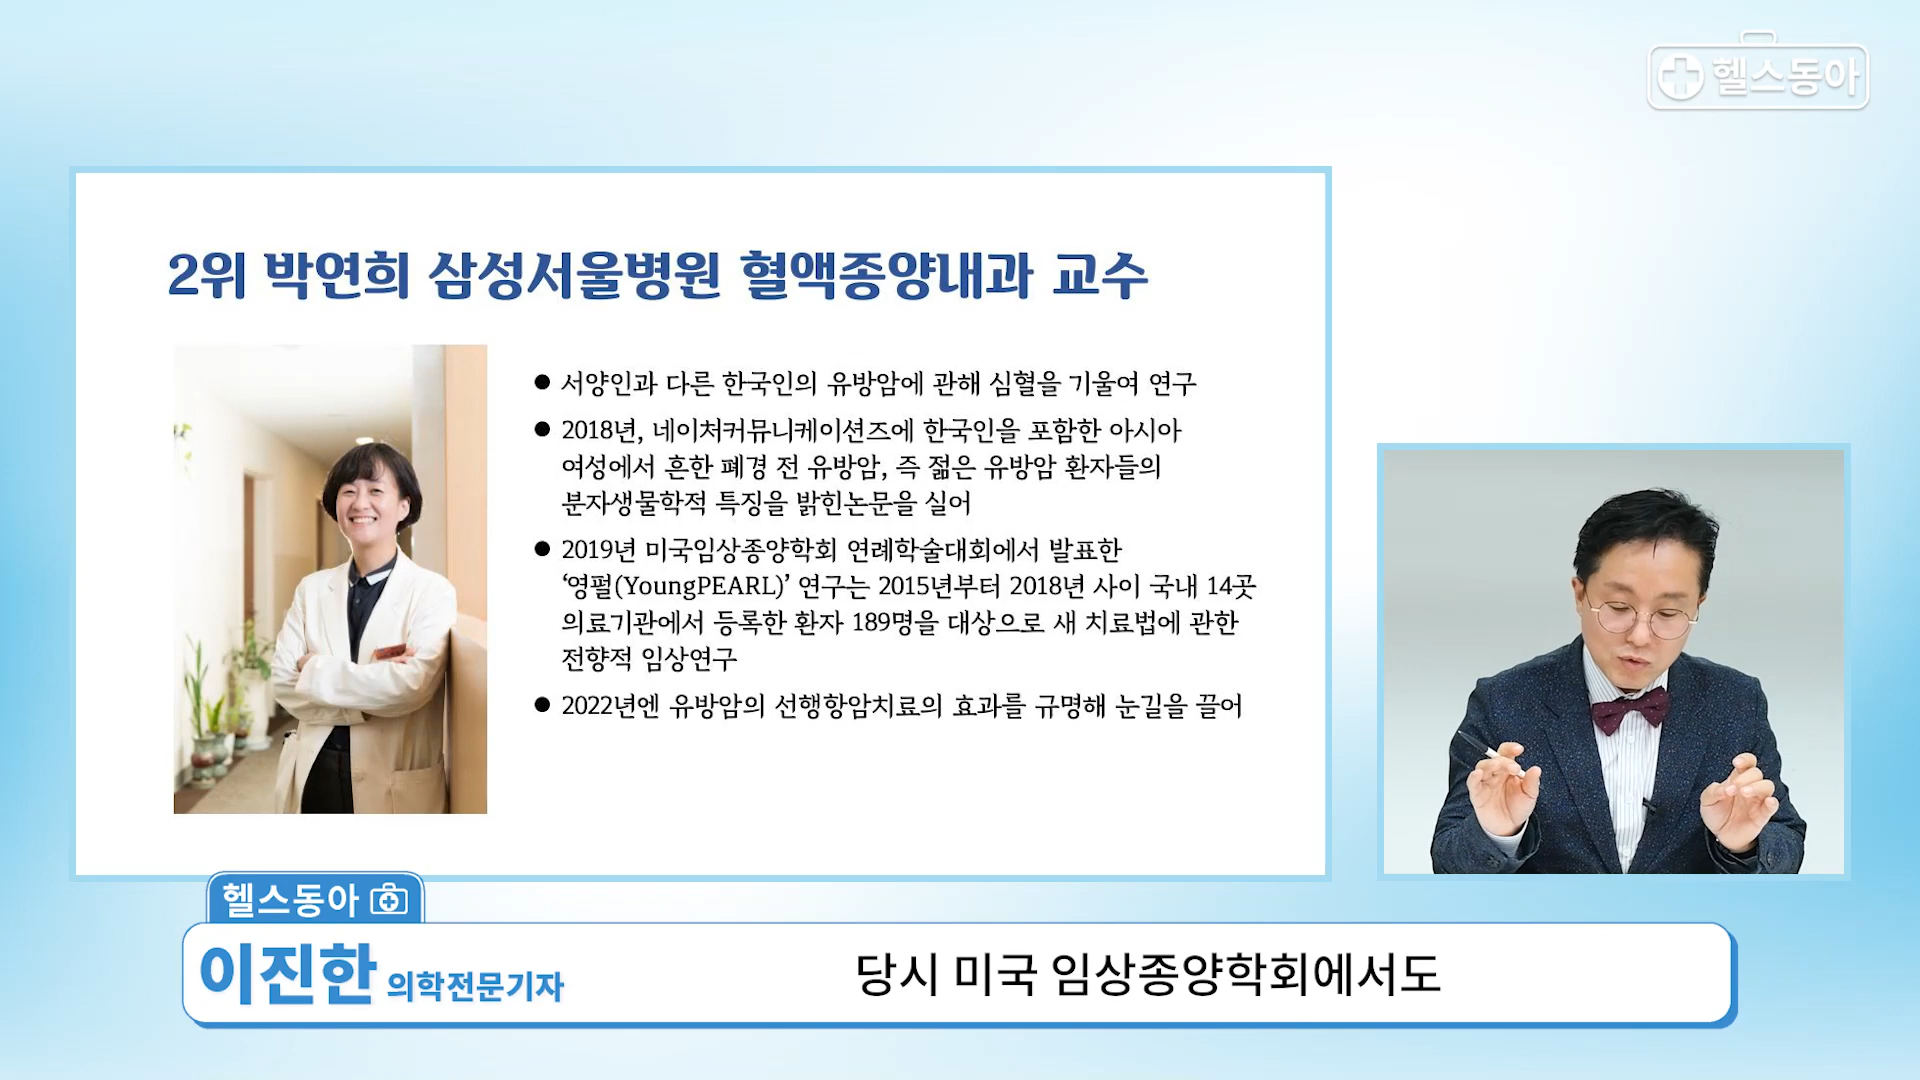 헬스동아
2위 박연희 삼성서울병원 혈액종양내과 교수
● 서양인과 다른 한국인의 유방암에 관해 심혈을 기울여 연구
● 2018년, 네이처커뮤니케이션즈에 한국인을 포함한 아시아
여성에서 흔한 폐경 전 유방암, 즉 젊은 유방암 환자들의
분자생물학적 특징을 밝힌논문을 실어
● 2019년 미국임상종양학회 연례학술대회에서 발표한
‘영펄(YoungPEARL)’ 연구는 2015년부터 2018년 사이 국내 14곳
의료기관에서 등록한 환자 189명을 대상으로 새 치료법에 관한
전향적 임상연구
● 2022년엔 유방암의 선행항암치료의 효과를 규명해 눈길을 끌어
헬스동아
이진한 의학전문기자
당시 미국 임상종양학회에서도